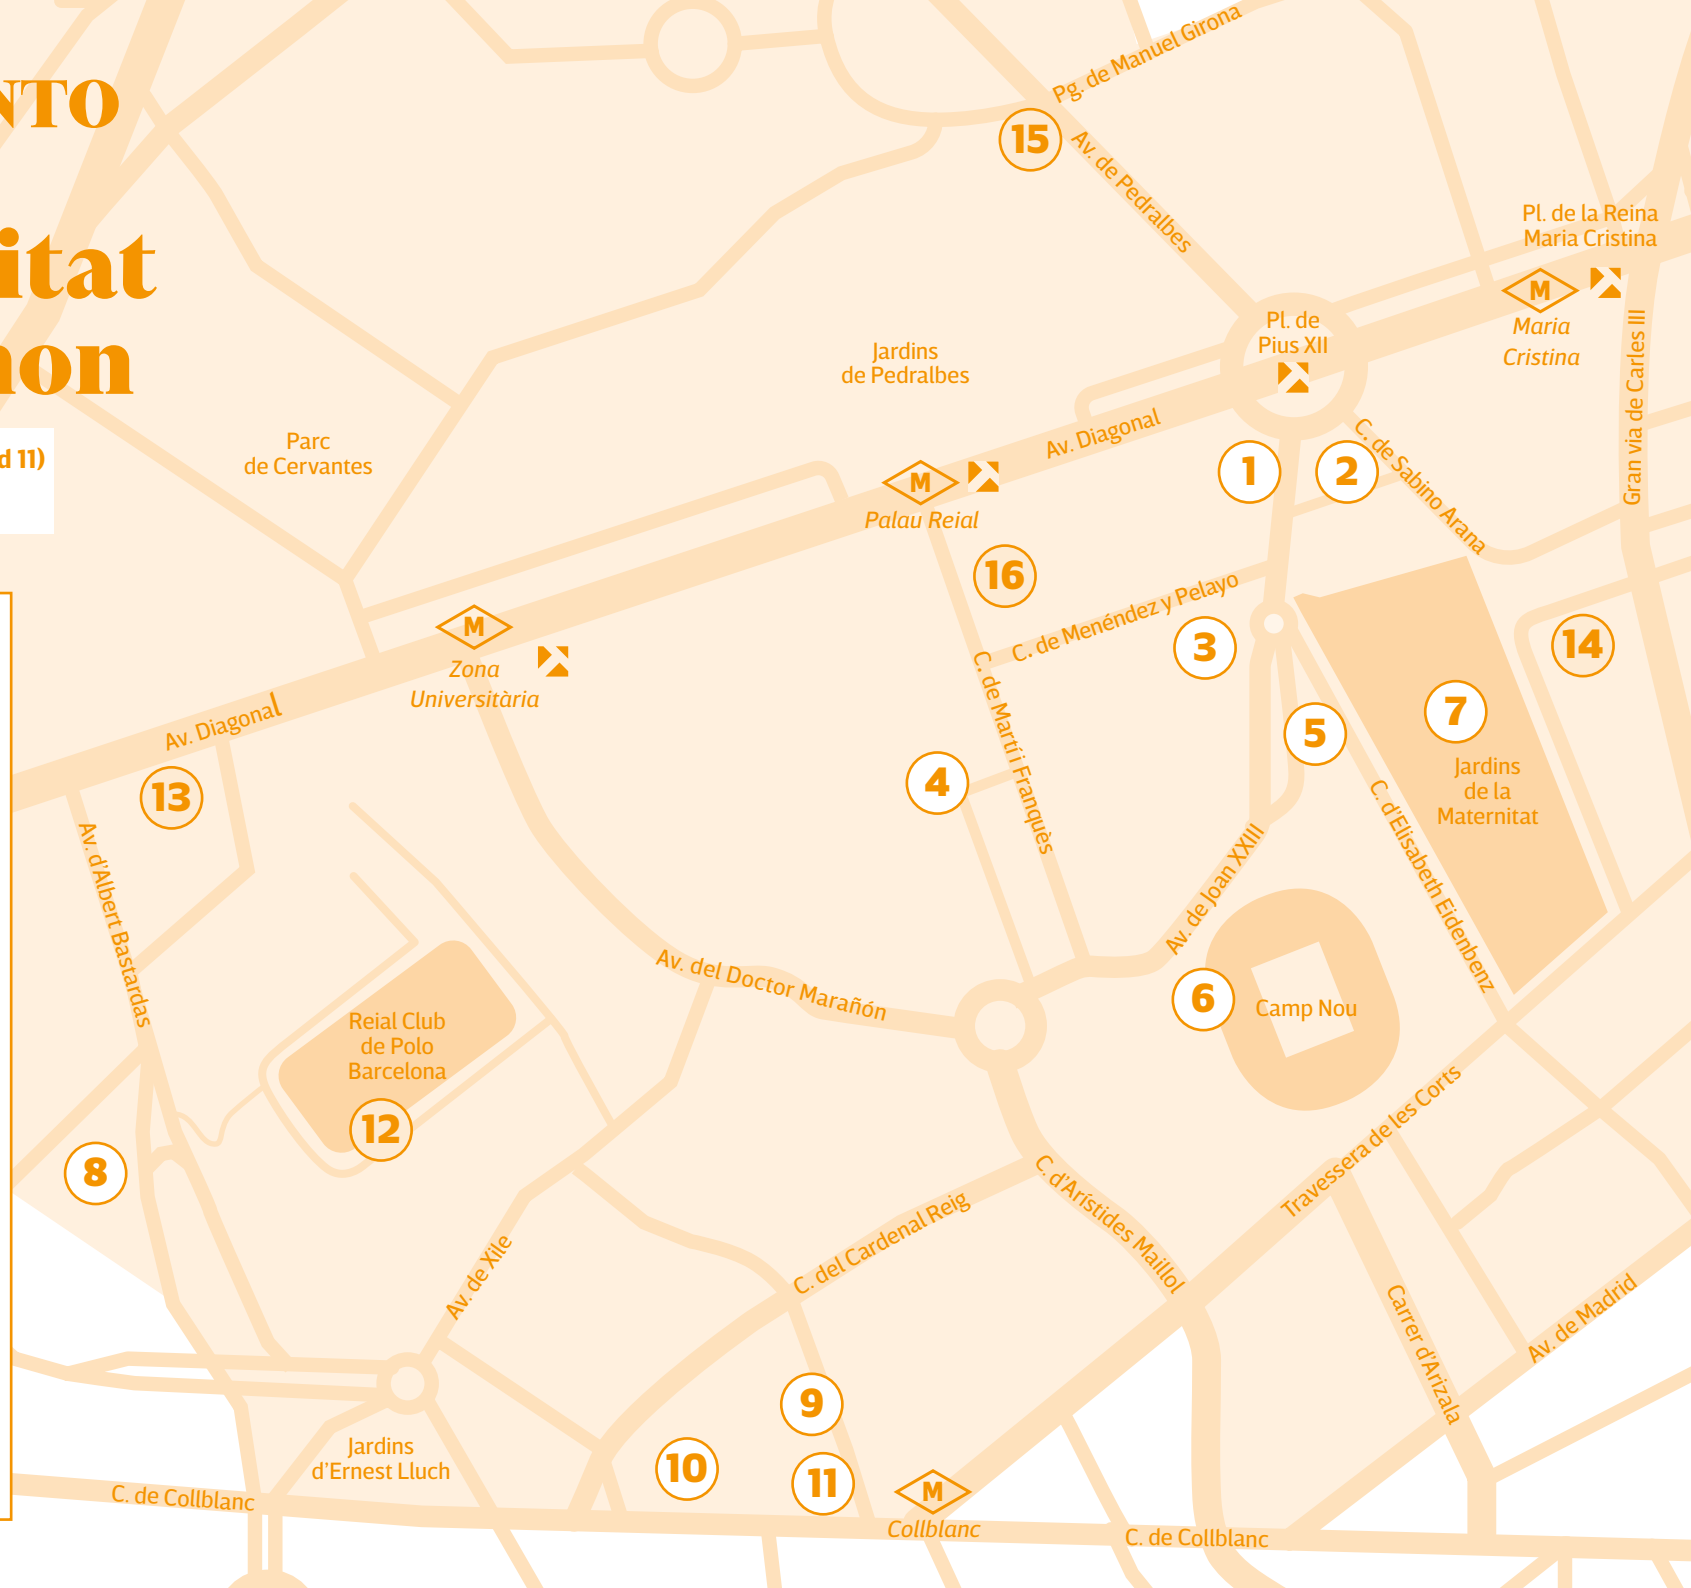 NTO
itat
non
d 11)
Pg. de Manuel Girona
15
Av. de Pedralbes
Pl. de la Reina
Maria Cristina
M
Maria
Cristina
Pl. de
Pius XII
Gran via de Carles III
Jardins
de Pedralbes
Av. Diagonal
C. de Sabino Arana
1
2
Parc
de Cervantes
M
Palau Reial
16
C. de Menéndez y Pelayo
3
14
M
Zona
Universitària
C. de Martí i Franquès
7
Jardins
de la
Maternitat
5
Av. Diagonal
13
4
C. d'Elisabeth Eidenbenz
Av. de Joan XXIII
Av. d'Albert Bastardas
Av. del Doctor Marañón
6
Camp Nou
Reial Club
de Polo
Barcelona
12
8
Travessera de les Corts
C. d'Arístides Maillol
C. del Cardenal Reig
Av. de Xile
Carrer d'Arizala
Av. de Madrid
9
Jardins
d'Ernest Lluch
10
11
M
Collblanc
C. de Collblanc
C. de Collblanc